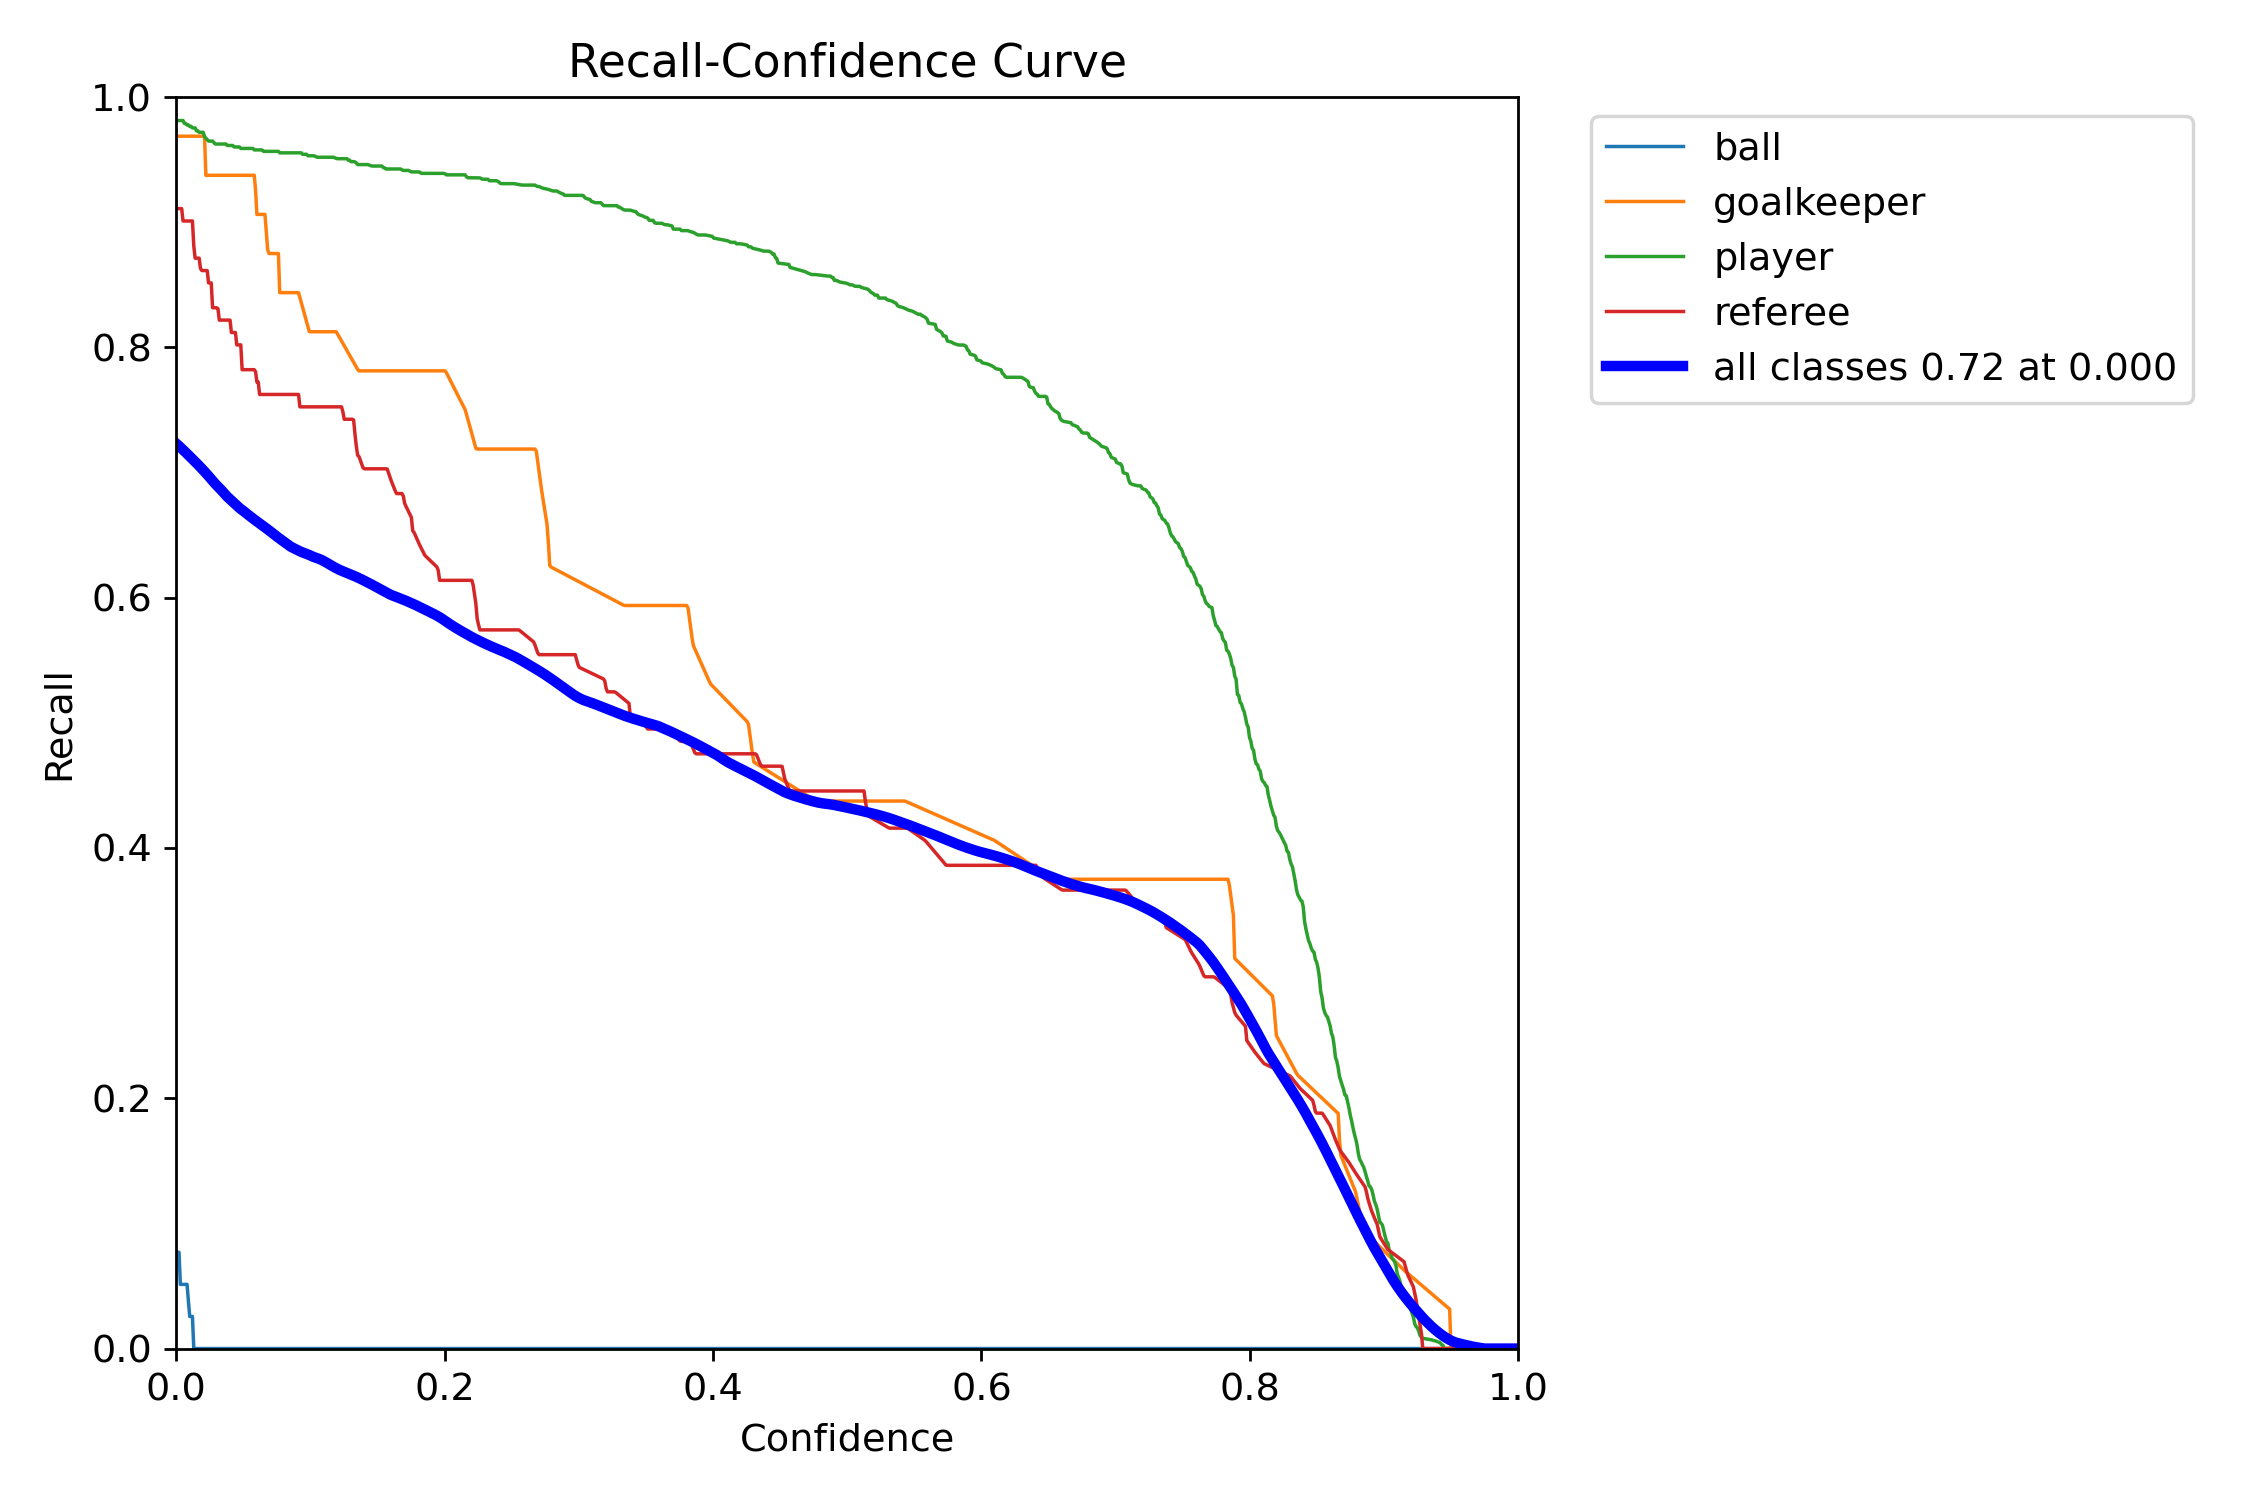 Recall-Confidence Curve
1.0
0.8
0.6
0.4
0.2
0.0
Recall
0.0 0.2 0.4 0.6 0.8 1.0
Confidence
ball
goalkeeper
player
referee
all classes 0.72 at 0.000